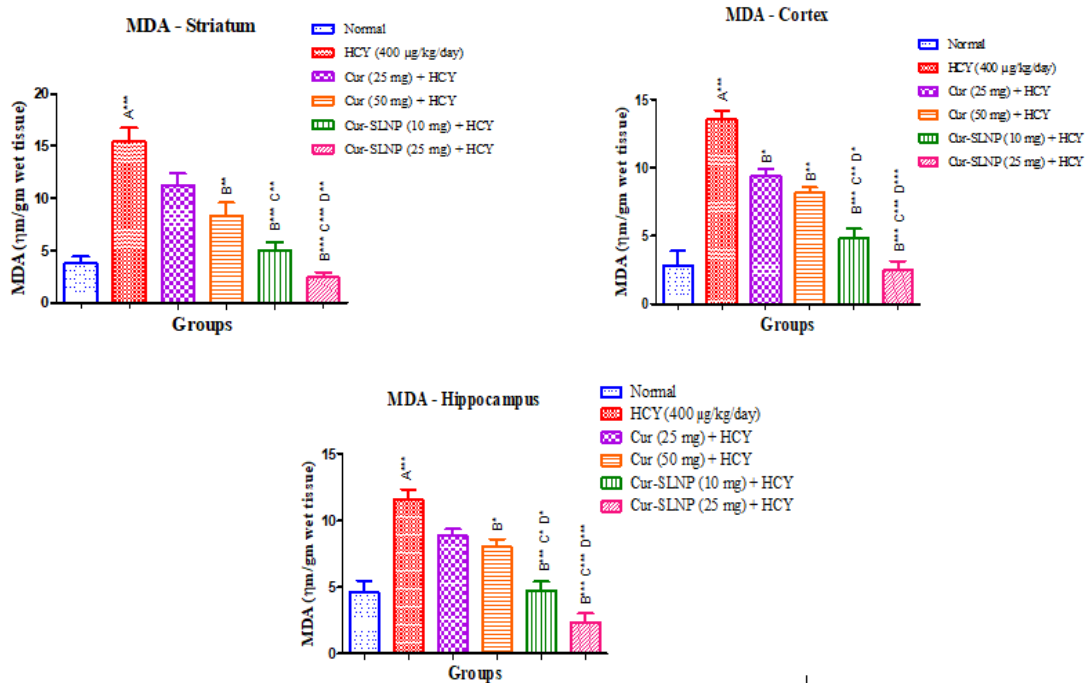 MDA - Striatum
Normal
HCY (400 µg/kg/day)
Cur (25 mg) + HCY
Cur (50 mg) + HCY
Cur-SLNP (10 mg) + HCY
Cur-SLNP (25 mg) + HCY
MDA (ηm/gm wet tissue)
20
15
10
5
0
A***
B**
B*** C** 
B*** C*** D**
Groups
MDA - Cortex
Normal
HCY (400 µg/kg/day)
Cur (25 mg) + HCY
Cur (50 mg) + HCY
Cur-SLNP (10 mg) + HCY
Cur-SLNP (25 mg) + HCY
MDA (ηm/gm wet tissue)
15
10
5
0
A***
B*
B**
B*** C** D*
B*** C*** D***
Groups
MDA - Hippocampus
Normal
HCY (400 µg/kg/day)
Cur (25 mg) + HCY
Cur (50 mg) + HCY
Cur-SLNP (10 mg) + HCY
Cur-SLNP (25 mg) + HCY
MDA (ηm/gm wet tissue)
15
10
5
0
A***
B*
B*** C* D*
B*** C*** D***
Groups